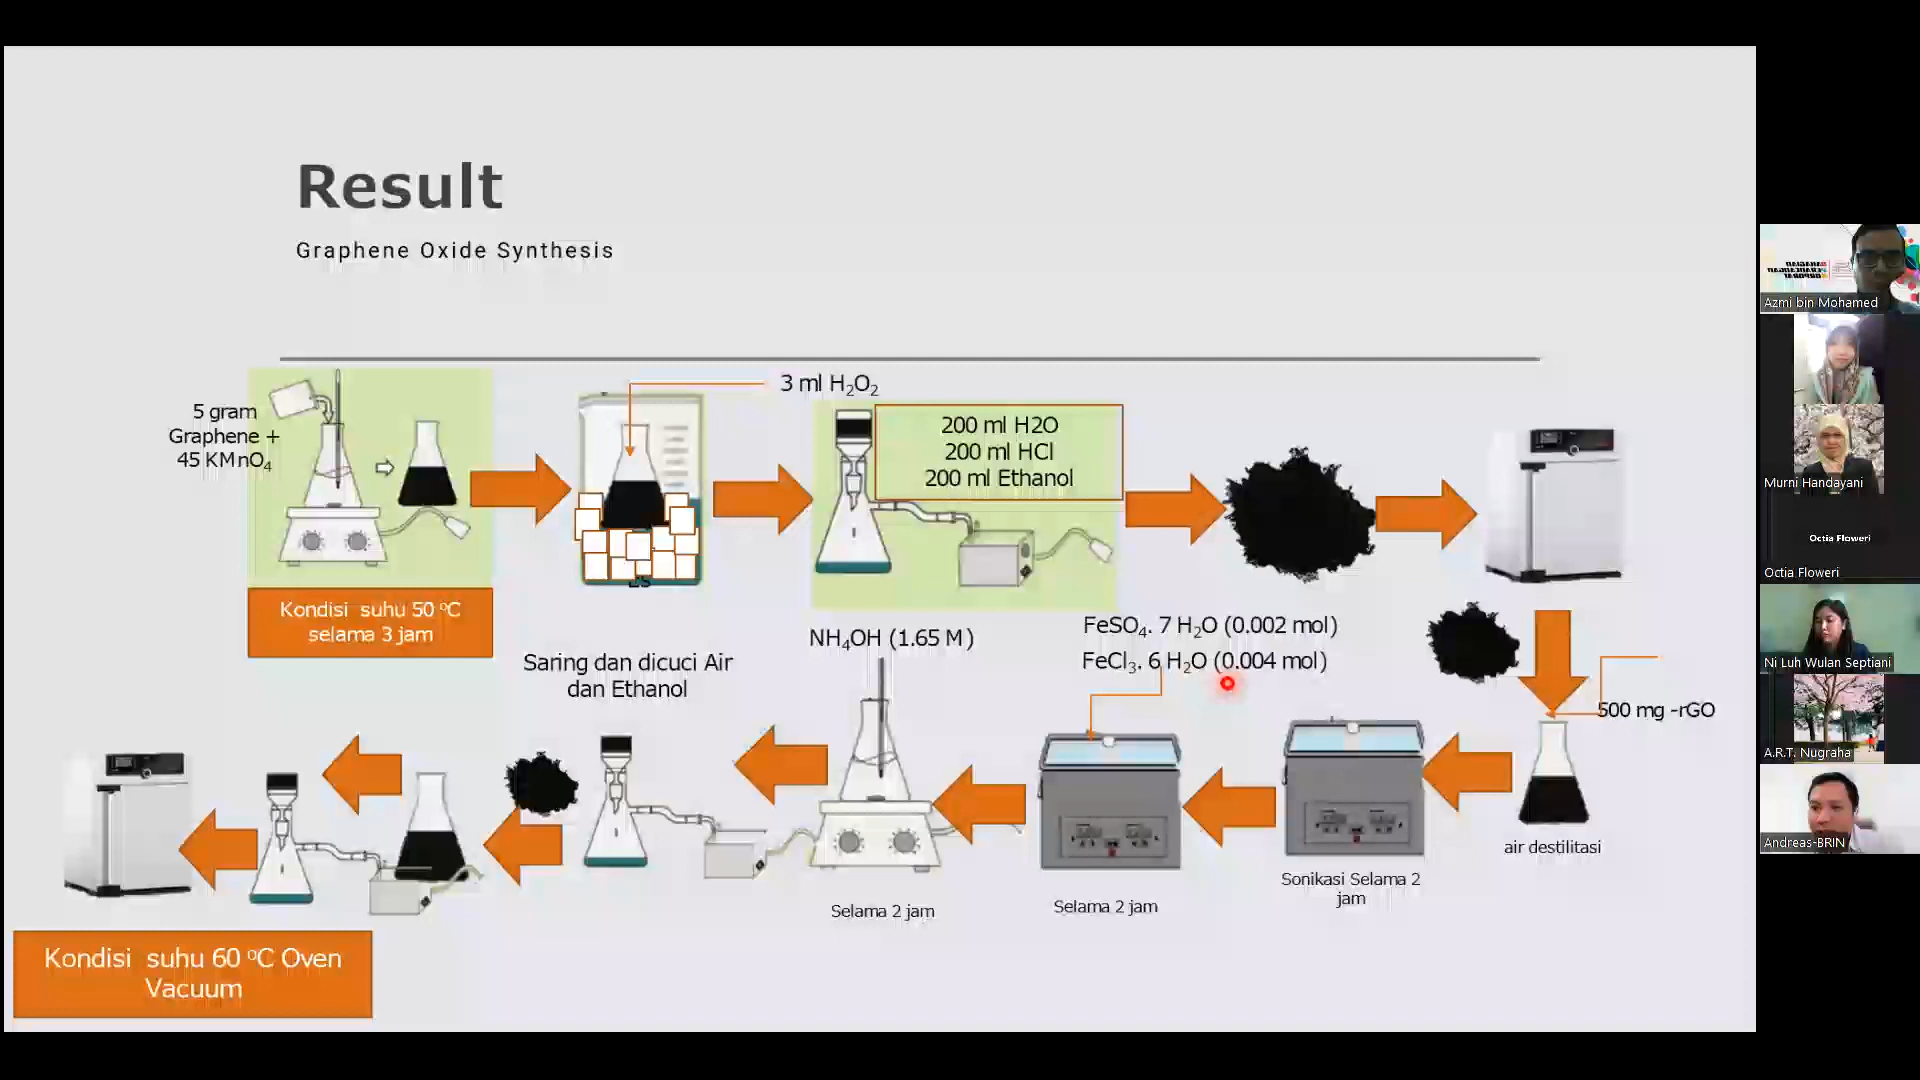 Result
Graphene Oxide Synthesis
3 ml H₂O₂
5 gram
Graphene +
45 KMnO₄
200 ml H2O
200 ml HCl
200 ml Ethanol
Kondisi suhu 50 ⁰C
selama 3 jam
NH₄OH (1.65 M)
FeSO₄. 7 H₂O (0.002 mol)
FeCl₃. 6 H₂O (0.004 mol)
Saring dan dicuci Air
dan Ethanol
500 mg -rGO
air destilitasi
Sonikasi Selama 2
jam
Selama 2 jam
Selama 2 jam
Kondisi suhu 60 ⁰C Oven
Vacuum
Azmi bin Mohamed
Murni Handayani
Octia Floweri
Octia Floweri
Ni Luh Wulan Septiani
A.R.T. Nugraha
Andreas-BRIN